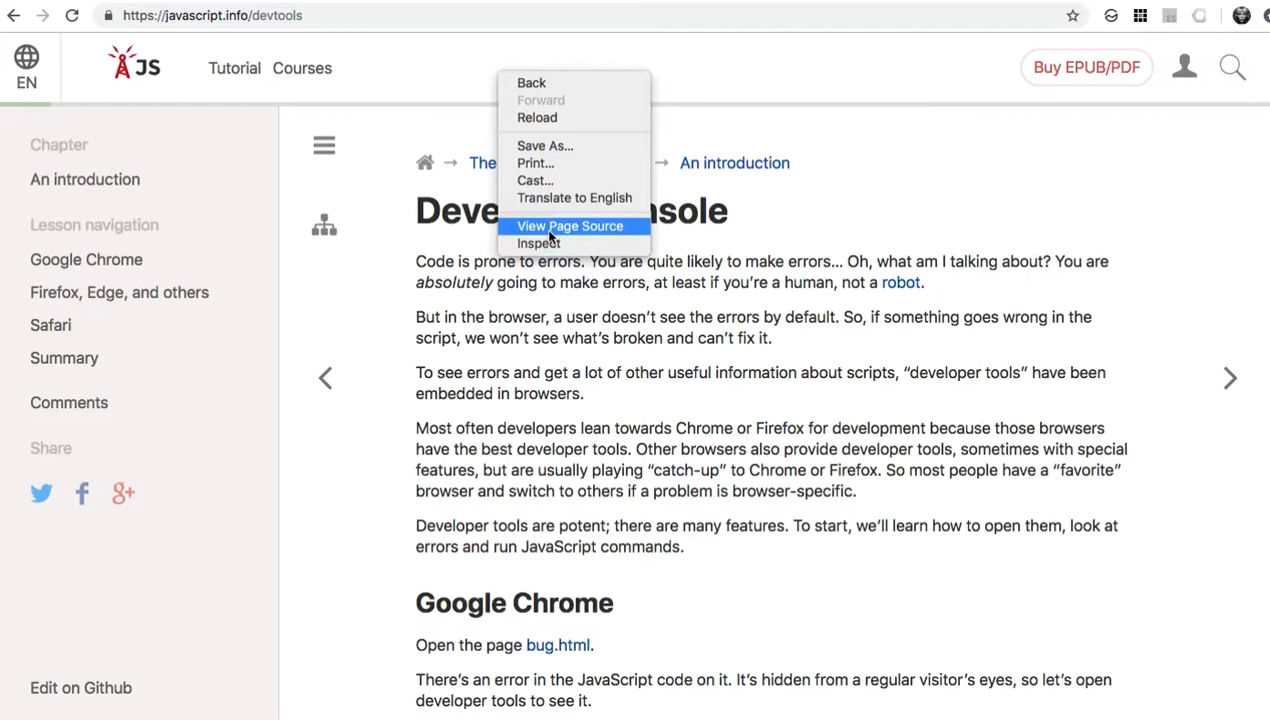 https://javascript.info/devtools
EN
JS
Tutorial Courses
Buy EPUB/PDF
Chapter
An introduction
Lesson navigation
Google Chrome
Firefox, Edge, and others
Safari
Summary
Comments
Share
Edit on Github
Back
Forward
Reload
Save As...
Print...
Cast...
Translate to English
View Page Source
Inspect
The → An introduction
Deve nsole
Code is prone to errors. You are quite likely to make errors… Oh, what am I talking about? You are
absolutely going to make errors, at least if you’re a human, not a robot.
But in the browser, a user doesn’t see the errors by default. So, if something goes wrong in the
script, we won’t see what’s broken and can’t fix it.
To see errors and get a lot of other useful information about scripts, “developer tools” have been
embedded in browsers.
Most often developers lean towards Chrome or Firefox for development because those browsers
have the best developer tools. Other browsers also provide developer tools, sometimes with special
features, but are usually playing “catch-up” to Chrome or Firefox. So most people have a “favorite”
browser and switch to others if a problem is browser-specific.
Developer tools are potent; there are many features. To start, we’ll learn how to open them, look at
errors and run JavaScript commands.
Google Chrome
Open the page bug.html.
There’s an error in the JavaScript code on it. It’s hidden from a regular visitor’s eyes, so let’s open
developer tools to see it.